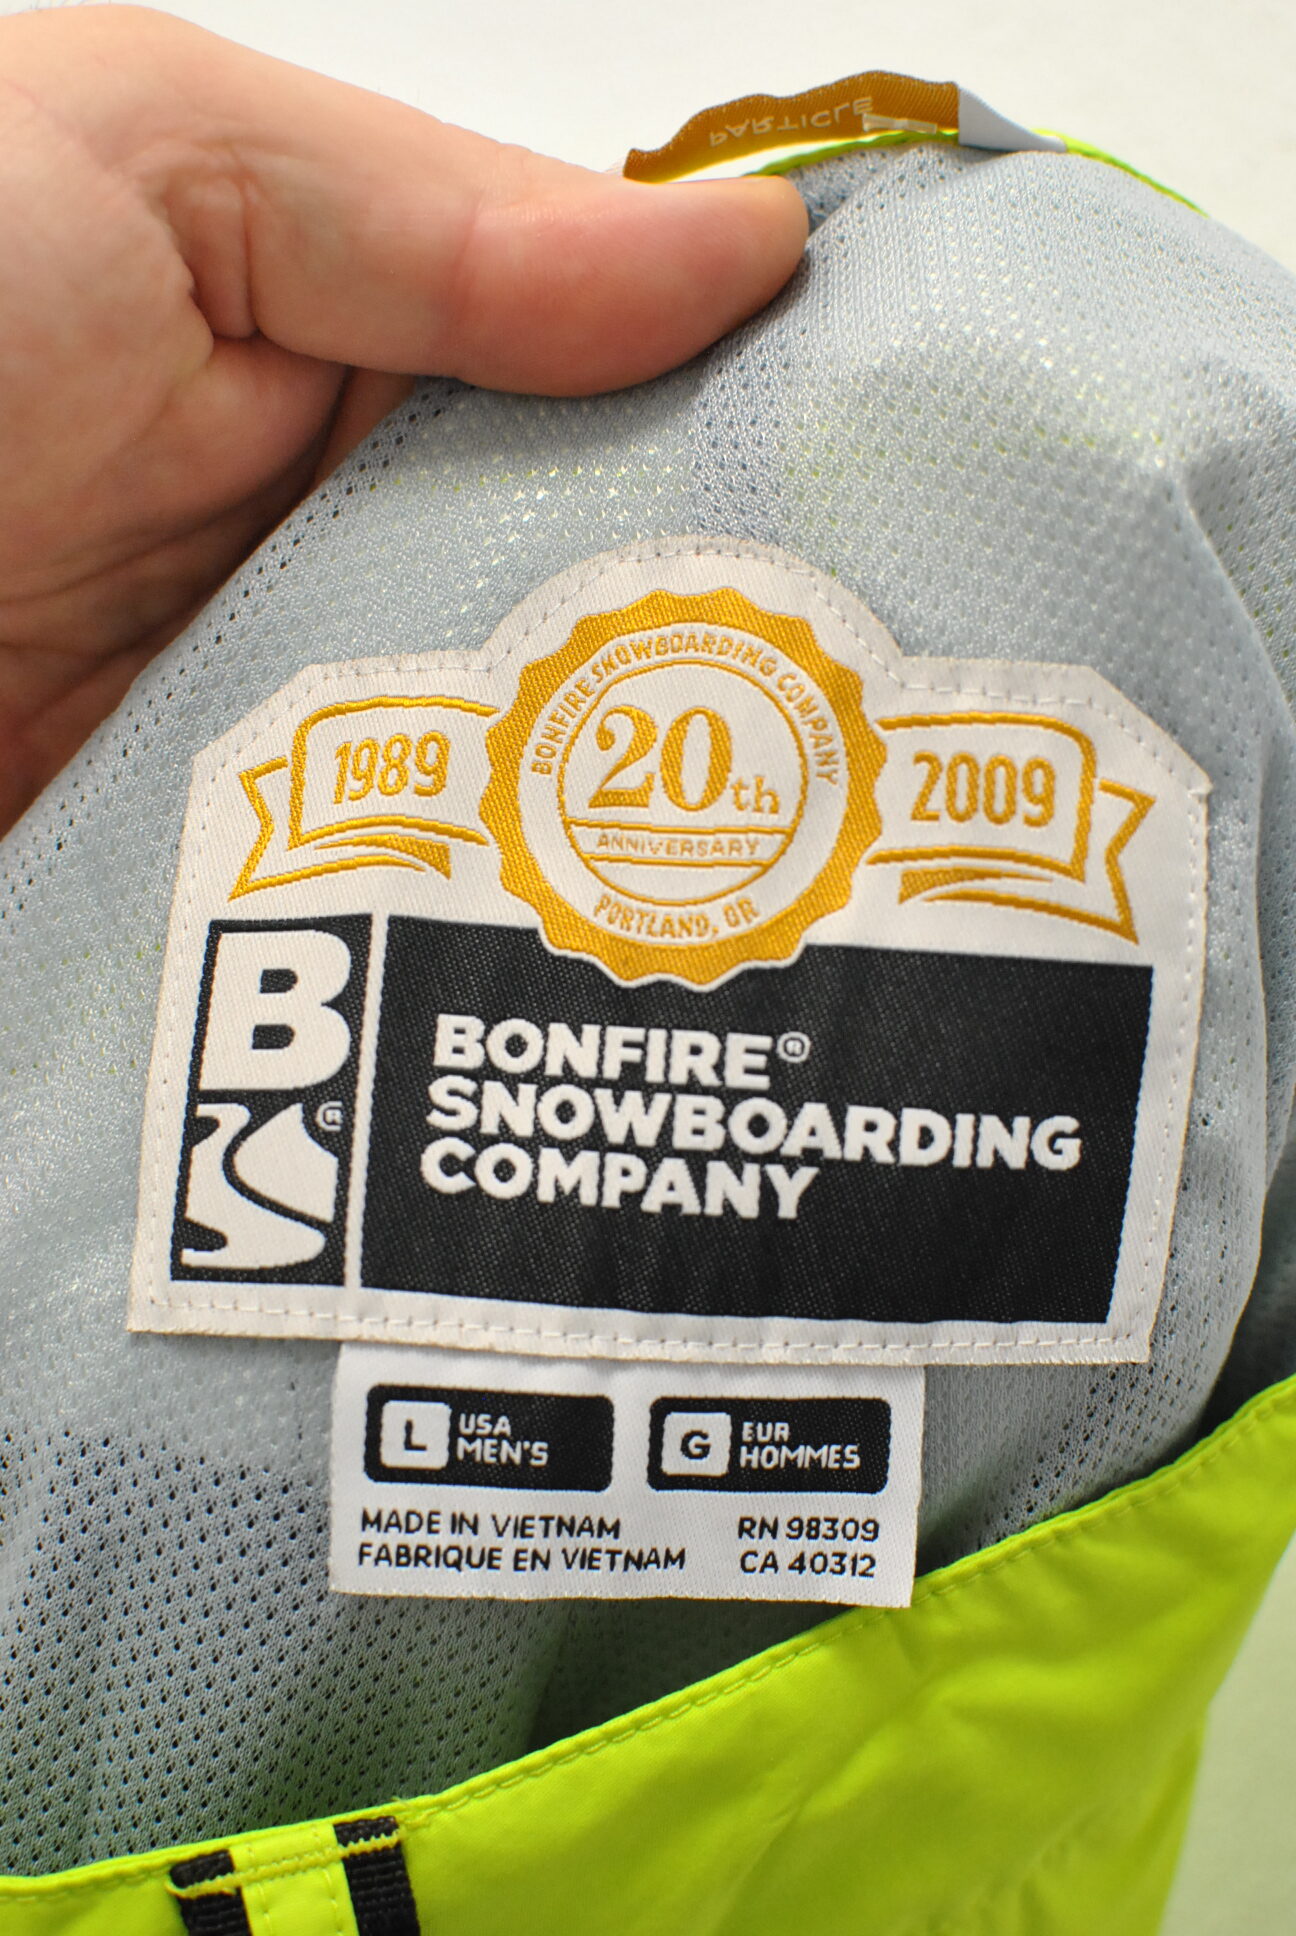 PARTICLE
BONFIRE SNOWBOARDING COMPANY
1989
20th
2009
ANNIVERSARY
PORTLAND, OR
B
®
BONFIRE®
SNOWBOARDING
COMPANY
L USA MEN'S
G EUR HOMMES
MADE IN VIETNAM RN 98309
FABRIQUE EN VIETNAM CA 40312